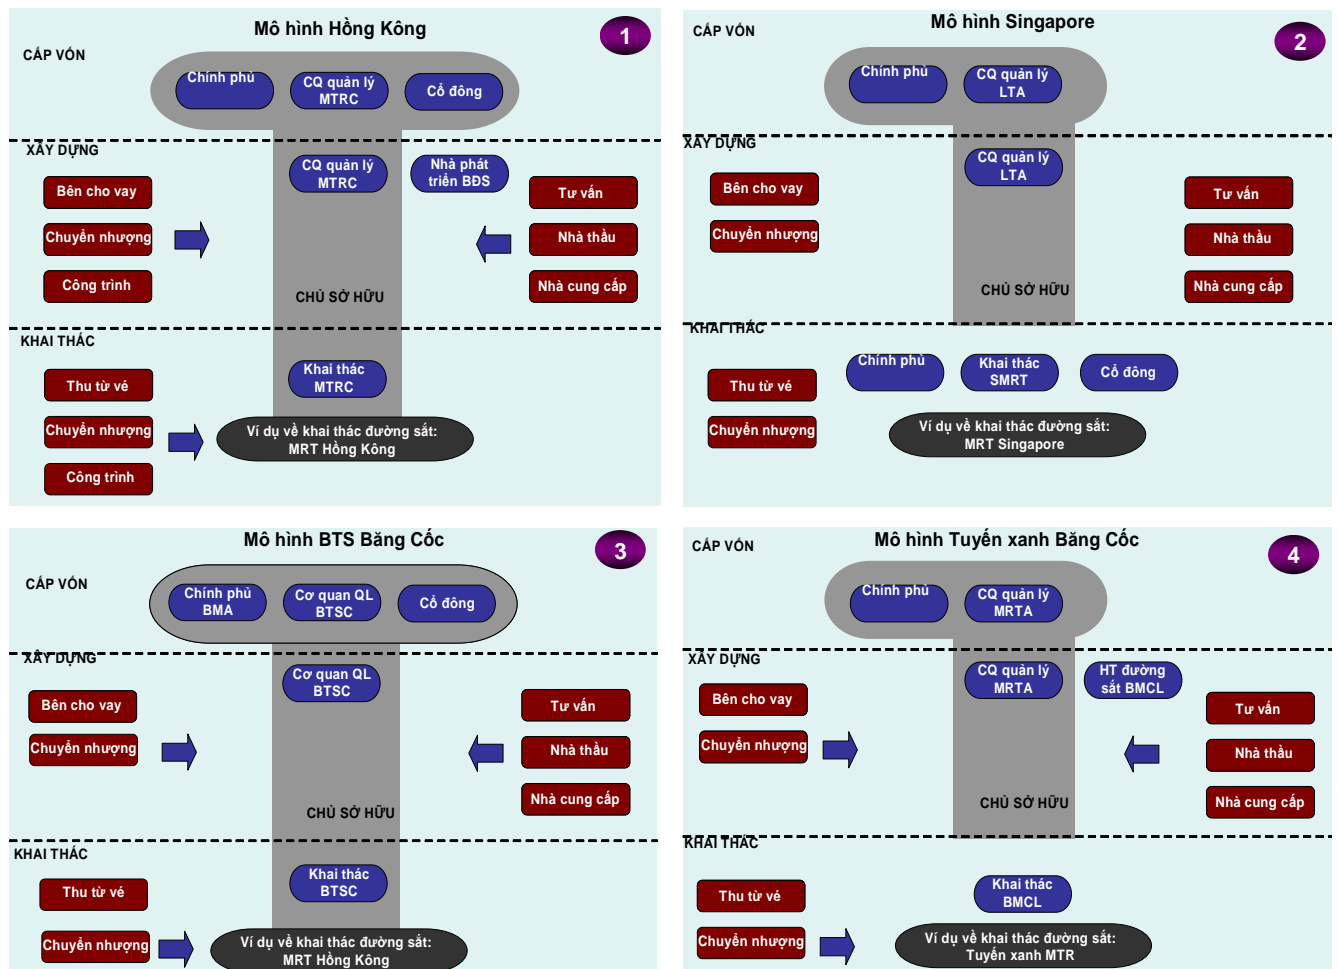 Mô hình Hồng Kông
1
CẤP VỐN
Chính phủ
CQ quản lý
MTRC
Cổ đông
XÂY DỰNG
CQ quản lý
MTRC
Nhà phát
triển BĐS
Bên cho vay
Chuyển nhượng
Công trình
Tư vấn
Nhà thầu
Nhà cung cấp
CHỦ SỞ HỮU
KHAI THÁC
Khai thác
MTRC
Thu từ vé
Chuyển nhượng
Công trình
Ví dụ về khai thác đường sắt:
MRT Hồng Kông
Mô hình Singapore
2
CẤP VỐN
Chính phủ
CQ quản lý
LTA
XÂY DỰNG
CQ quản lý
LTA
Bên cho vay
Chuyển nhượng
Tư vấn
Nhà thầu
Nhà cung cấp
CHỦ SỞ HỮU
KHAI THÁC
Chính phủ
Khai thác
SMRT
Cổ đông
Thu từ vé
Chuyển nhượng
Ví dụ về khai thác đường sắt:
MRT Singapore
Mô hình BTS Băng Cốc
3
CẤP VỐN
Chính phủ
BMA
Cơ quan QL
BTSC
Cổ đông
XÂY DỰNG
Cơ quan QL
BTSC
Bên cho vay
Chuyển nhượng
Tư vấn
Nhà thầu
Nhà cung cấp
CHỦ SỞ HỮU
KHAI THÁC
Khai thác
BTSC
Thu từ vé
Chuyển nhượng
Ví dụ về khai thác đường sắt:
MRT Hồng Kông
Mô hình Tuyến xanh Băng Cốc
4
CẤP VỐN
Chính phủ
CQ quản lý
MRTA
XÂY DỰNG
CQ quản lý
MRTA
HT đường
sắt BMCL
Bên cho vay
Chuyển nhượng
Tư vấn
Nhà thầu
Nhà cung cấp
CHỦ SỞ HỮU
KHAI THÁC
Khai thác
BMCL
Thu từ vé
Chuyển nhượng
Ví dụ về khai thác đường sắt:
Tuyến xanh MTR